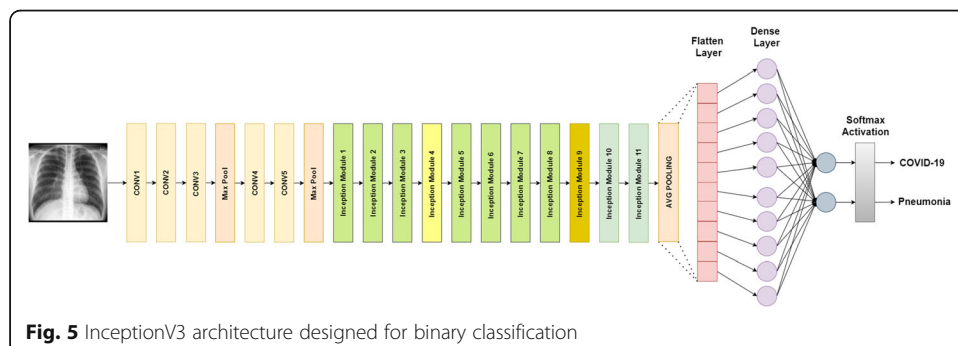 CONV1
CONV2
CONV3
Max Pool
CONV4
CONV5
Max Pool
Inception Module 1
Inception Module 2
Inception Module 3
Inception Module 4
Inception Module 5
Inception Module 6
Inception Module 7
Inception Module 8
Inception Module 9
Inception Module 10
Inception Module 11
AVG POOLING
Flatten
Layer
Dense
Layer
Softmax
Activation
COVID-19
Pneumonia
Fig. 5 InceptionV3 architecture designed for binary classification